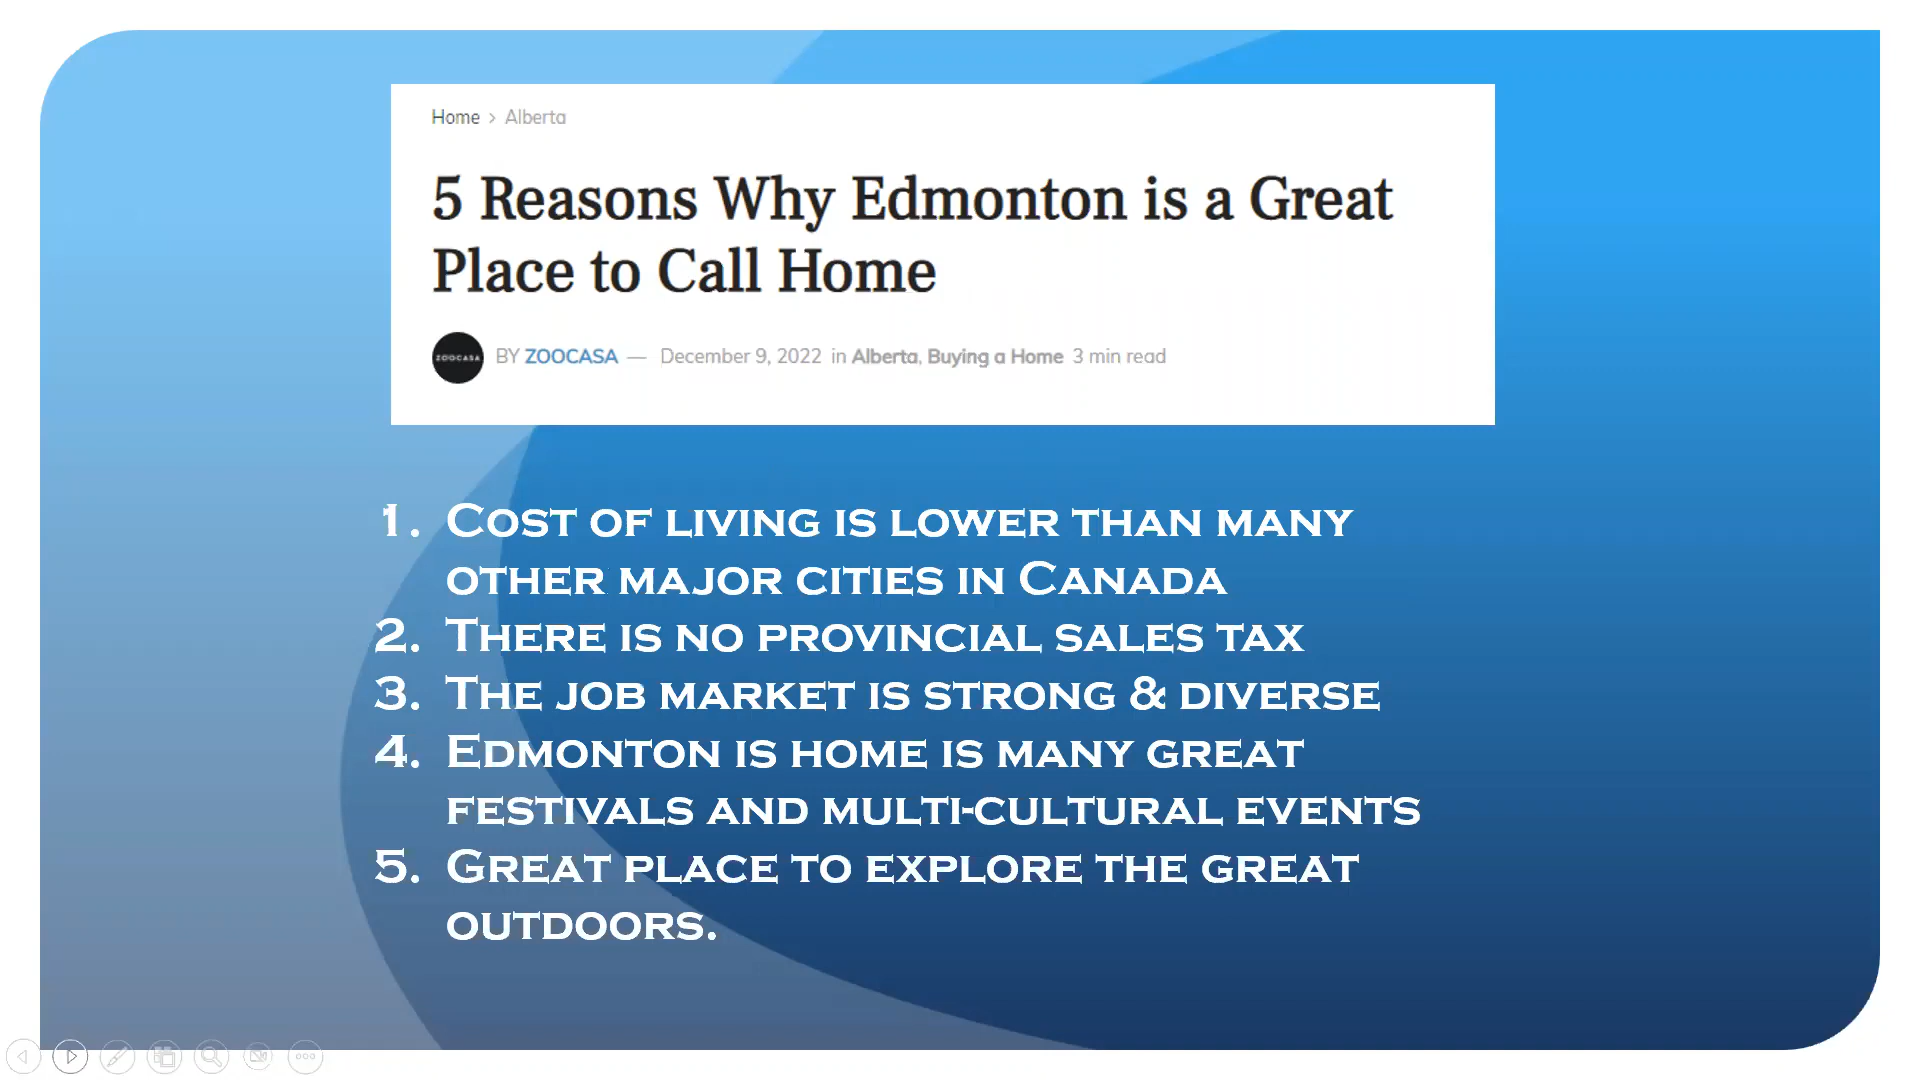 Home > Alberta
5 Reasons Why Edmonton is a Great
Place to Call Home
ZOOCASA BY ZOOCASA — December 9, 2022 in Alberta, Buying a Home 3 min read
1. Cost of living is lower than many
other major cities in Canada
2. There is no provincial sales tax
3. The job market is strong & diverse
4. Edmonton is home is many great
festivals and multi-cultural events
5. Great place to explore the great
outdoors.